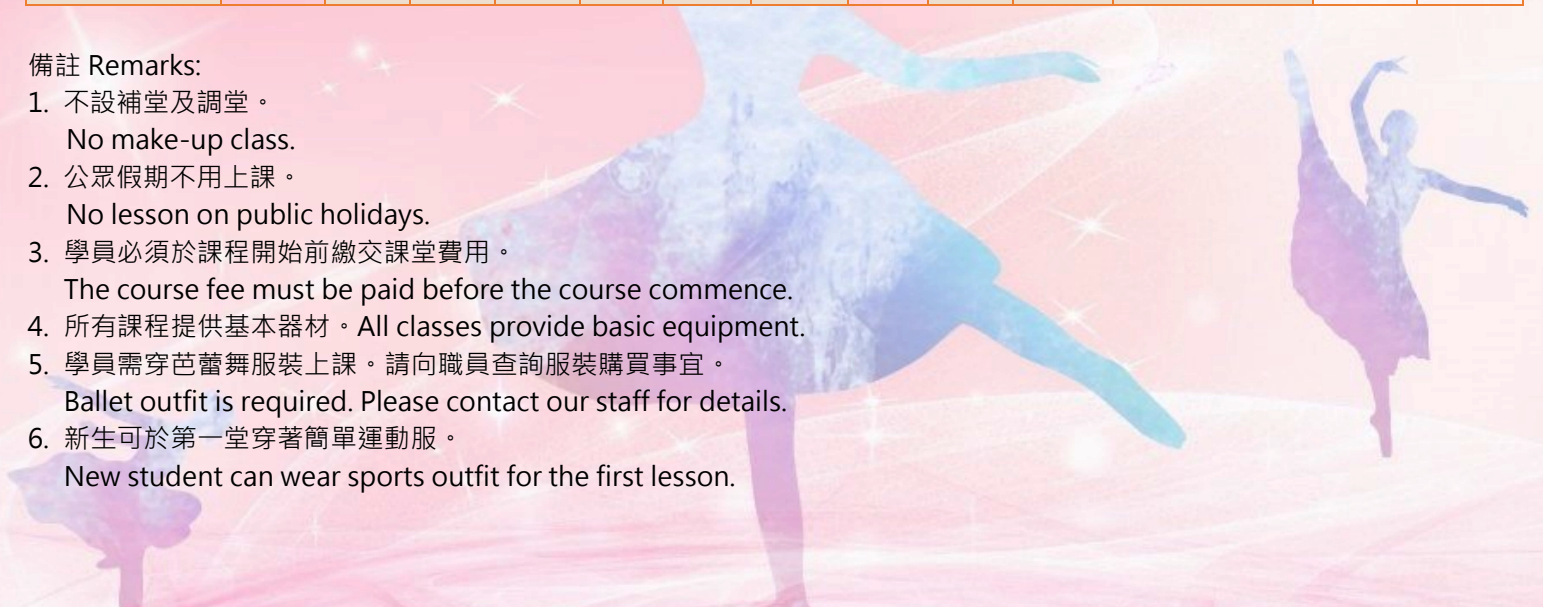 備註 Remarks:
1. 不設補堂及調堂。
No make-up class.
2. 公眾假期不用上課。
No lesson on public holidays.
3. 學員必須於課程開始前繳交課堂費用。
The course fee must be paid before the course commence.
4. 所有課程提供基本器材。All classes provide basic equipment.
5. 學員需穿芭蕾舞服裝上課。請向職員查詢服裝購買事宜。
Ballet outfit is required. Please contact our staff for details.
6. 新生可於第一堂穿著簡單運動服。
New student can wear sports outfit for the first lesson.